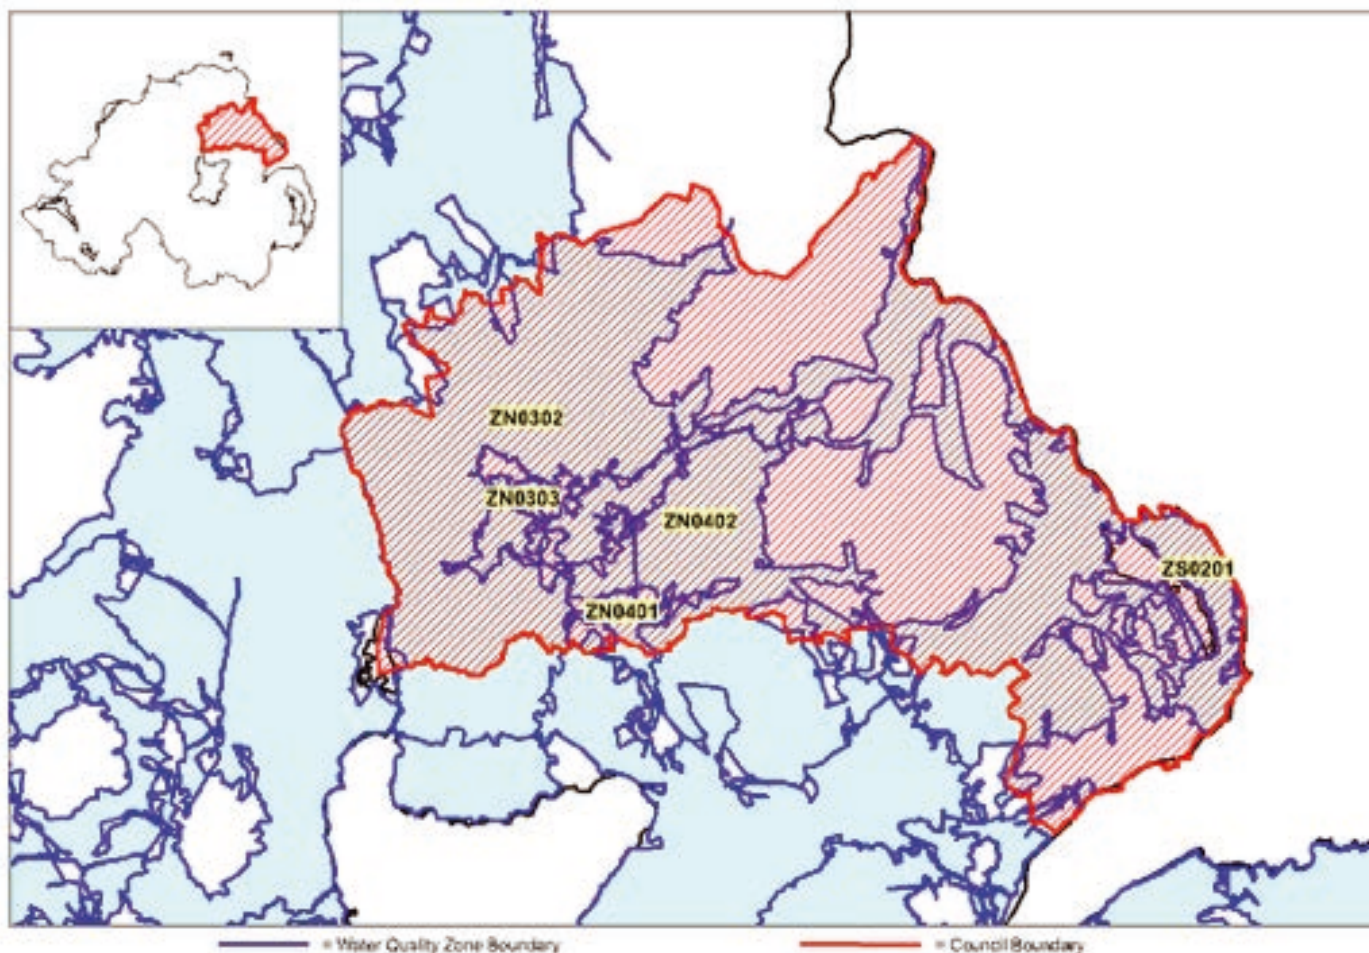 ZN0302
ZN0303
ZN0402
ZS0201
ZN0401
= Water Quality Zone Boundary
= Council Boundary